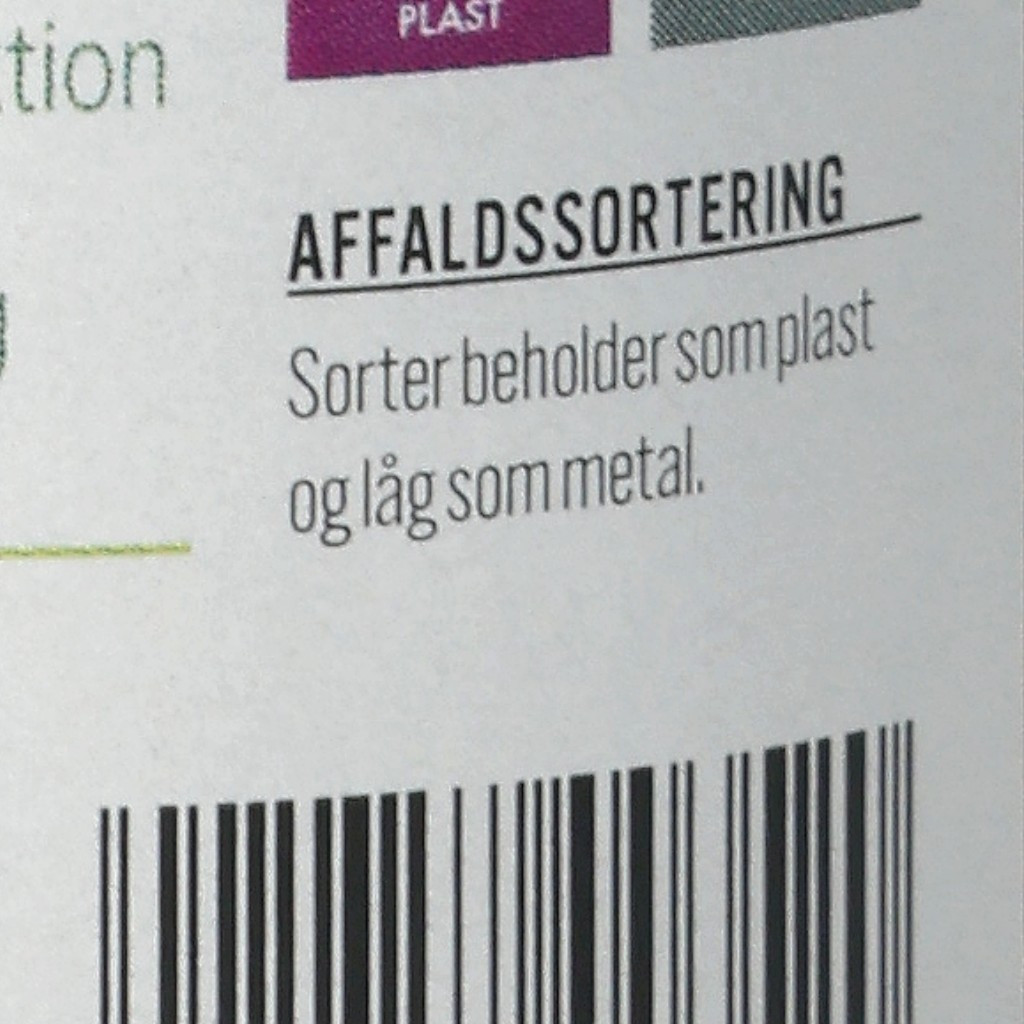 PLAST
tion
AFFALDSSORTERING
Sorter beholder som plast
og låg som metal.